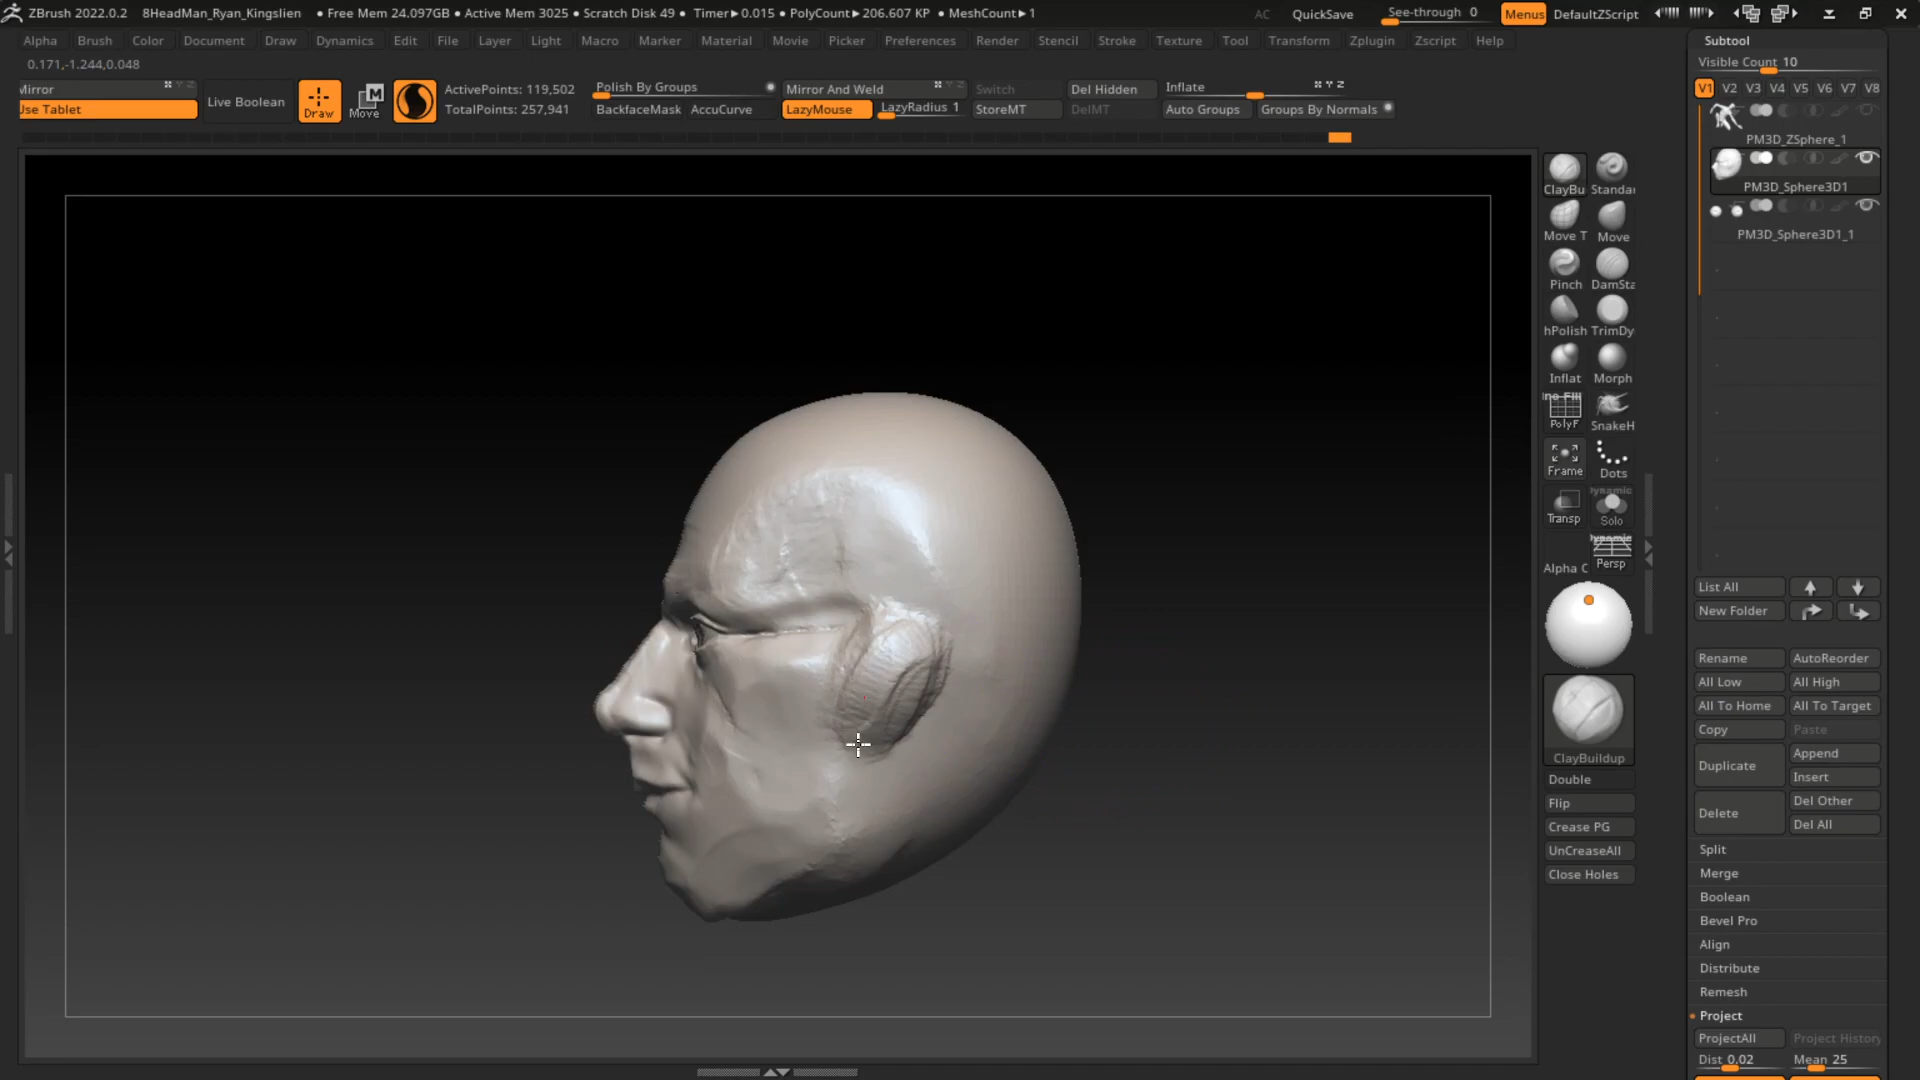 ZBrush 2022.0.2 8HeadMan_Ryan_Kingslien • Free Mem 24.097GB • Active Mem 3025 • Scratch Disk 49 • Timer▸0.015 • PolyCount▸206.607 KP • MeshCount▸1 AC QuickSave See-through 0 Menus DefaultZScript
Alpha Brush Color Document Draw Dynamics Edit File Layer Light Macro Marker Material Movie Picker Preferences Render Stencil Stroke Texture Tool Transform Zplugin Zscript Help
0.171,-1.244,0.048
Mirror
Use Tablet
Live Boolean
Draw
Move
ActivePoints: 119,502
TotalPoints: 257,941
Polish By Groups
BackfaceMask AccuCurve
Mirror And Weld
LazyMouse LazyRadius 1
Switch
StoreMT
Del Hidden
DelMT
Inflate
X Y Z
Auto Groups Groups By Normals
ClayBu Standar
Move T Move
Pinch DamSta
hPolish TrimDy
Inflat Morph
PolyF SnakeH
Frame Dots
Transp Dynamic Solo
Dynamic Persp
Alpha C
ClayBuildup
Double
Flip
Crease PG
UnCreaseAll
Close Holes
Subtool
Visible Count 10
V1 V2 V3 V4 V5 V6 V7 V8
PM3D_ZSphere_1
PM3D_Sphere3D1
PM3D_Sphere3D1_1
List All
New Folder
Rename AutoReorder
All Low All High
All To Home All To Target
Copy Paste
Duplicate Append
Insert
Delete Del Other
Del All
Split
Merge
Boolean
Bevel Pro
Align
Distribute
Remesh
Project
ProjectAll Project History
Dist 0.02 Mean 25